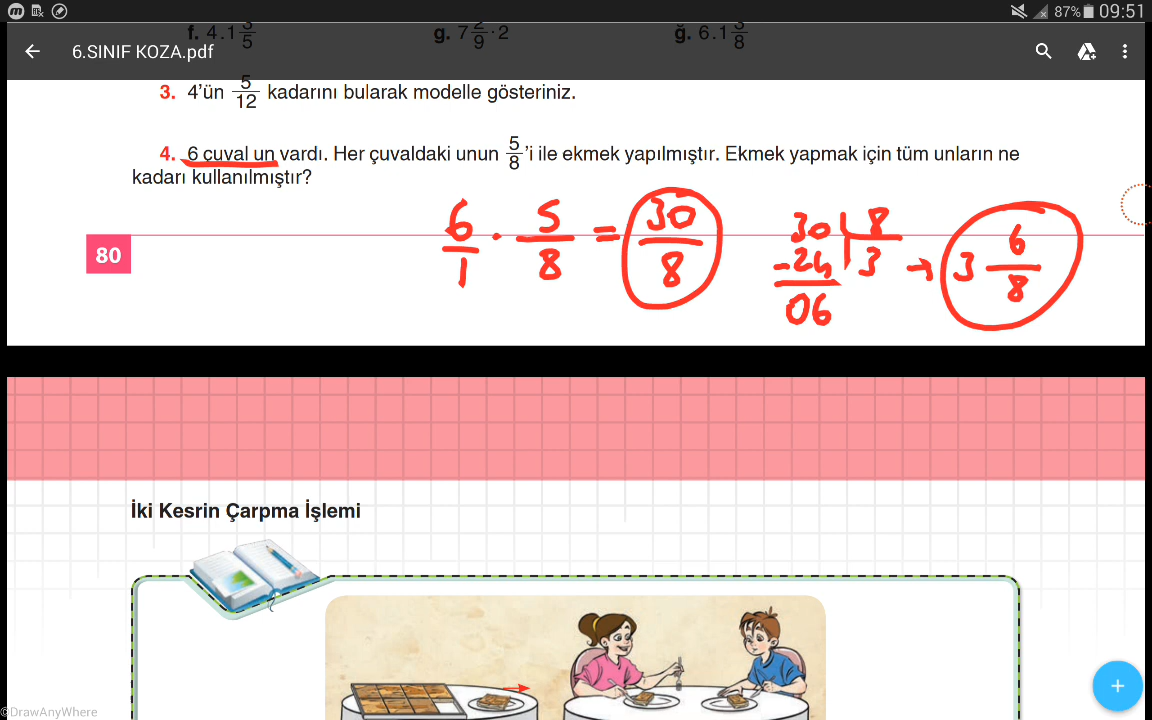 87% 09:51
6.SINIF KOZA.pdf
f. 4.1 3/5 g. 7 2/9 · 2 ğ. 6.1 3/8
3. 4'ün 5/12 kadarını bularak modelle gösteriniz.
4. 6 çuval un vardı. Her çuvaldaki unun 5/8'i ile ekmek yapılmıştır. Ekmek yapmak için tüm unların ne
kadarı kullanılmıştır?
6/1 · 5/8 = 30/8
30 8
-24 3 → 3 6/8
06
80
İki Kesrin Çarpma İşlemi
©DrawAnyWhere